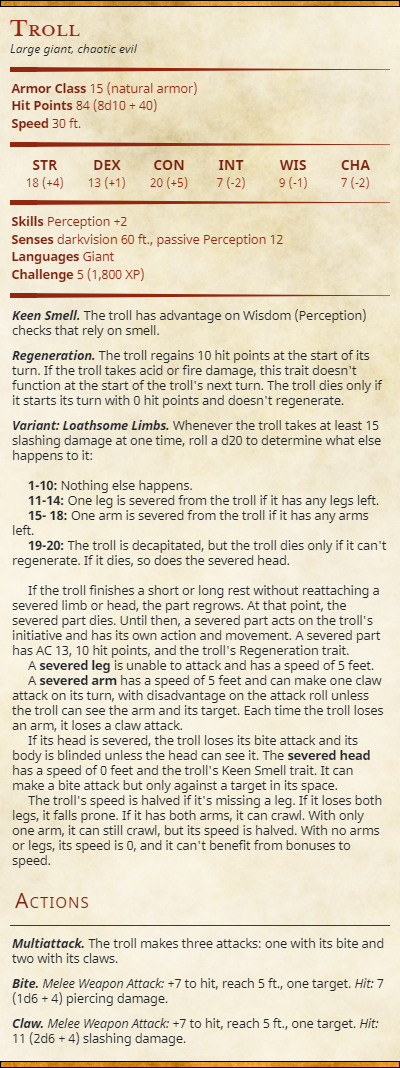 Troll
Large giant, chaotic evil
Armor Class 15 (natural armor)
Hit Points 84 (8d10 + 40)
Speed 30 ft.
STR DEX CON INT WIS CHA
18 (+4) 13 (+1) 20 (+5) 7 (-2) 9 (-1) 7 (-2)
Skills Perception +2
Senses darkvision 60 ft., passive Perception 12
Languages Giant
Challenge 5 (1,800 XP)
Keen Smell. The troll has advantage on Wisdom (Perception)
checks that rely on smell.
Regeneration. The troll regains 10 hit points at the start of its
turn. If the troll takes acid or fire damage, this trait doesn't
function at the start of the troll's next turn. The troll dies only if
it starts its turn with 0 hit points and doesn't regenerate.
Variant: Loathsome Limbs. Whenever the troll takes at least 15
slashing damage at one time, roll a d20 to determine what else
happens to it:
1-10: Nothing else happens.
11-14: One leg is severed from the troll if it has any legs left.
15- 18: One arm is severed from the troll if it has any arms
left.
19-20: The troll is decapitated, but the troll dies only if it can't
regenerate. If it dies, so does the severed head.
If the troll finishes a short or long rest without reattaching a
severed limb or head, the part regrows. At that point, the
severed part dies. Until then, a severed part acts on the troll's
initiative and has its own action and movement. A severed part
has AC 13, 10 hit points, and the troll's Regeneration trait.
A severed leg is unable to attack and has a speed of 5 feet.
A severed arm has a speed of 5 feet and can make one claw
attack on its turn, with disadvantage on the attack roll unless
the troll can see the arm and its target. Each time the troll loses
an arm, it loses a claw attack.
If its head is severed, the troll loses its bite attack and its
body is blinded unless the head can see it. The severed head
has a speed of 0 feet and the troll's Keen Smell trait. It can
make a bite attack but only against a target in its space.
The troll's speed is halved if it's missing a leg. If it loses both
legs, it falls prone. If it has both arms, it can crawl. With only
one arm, it can still crawl, but its speed is halved. With no arms
or legs, its speed is 0, and it can't benefit from bonuses to
speed.
Actions
Multiattack. The troll makes three attacks: one with its bite and
two with its claws.
Bite. Melee Weapon Attack: +7 to hit, reach 5 ft., one target. Hit: 7
(1d6 + 4) piercing damage.
Claw. Melee Weapon Attack: +7 to hit, reach 5 ft., one target. Hit:
11 (2d6 + 4) slashing damage.